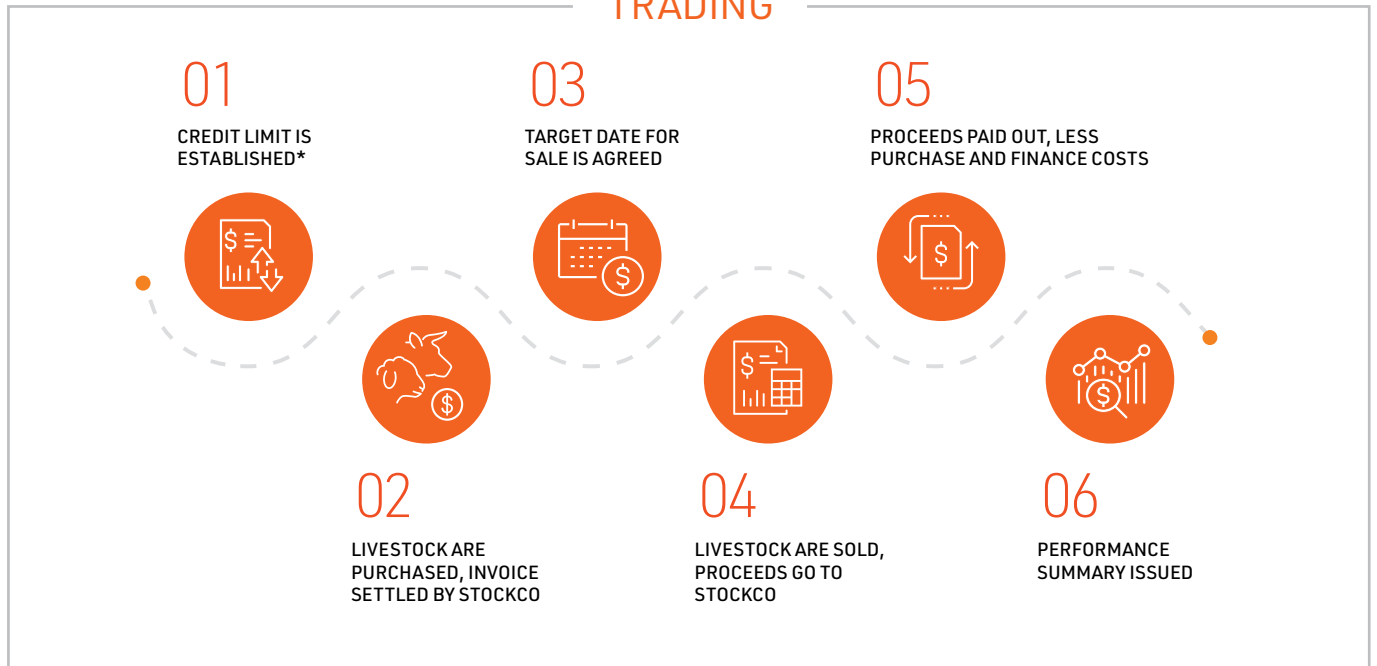 TRADING
01
CREDIT LIMIT IS
ESTABLISHED*
02
LIVESTOCK ARE
PURCHASED, INVOICE
SETTLED BY STOCKCO
03
TARGET DATE FOR
SALE IS AGREED
04
LIVESTOCK ARE SOLD,
PROCEEDS GO TO
STOCKCO
05
PROCEEDS PAID OUT, LESS
PURCHASE AND FINANCE COSTS
06
PERFORMANCE
SUMMARY ISSUED